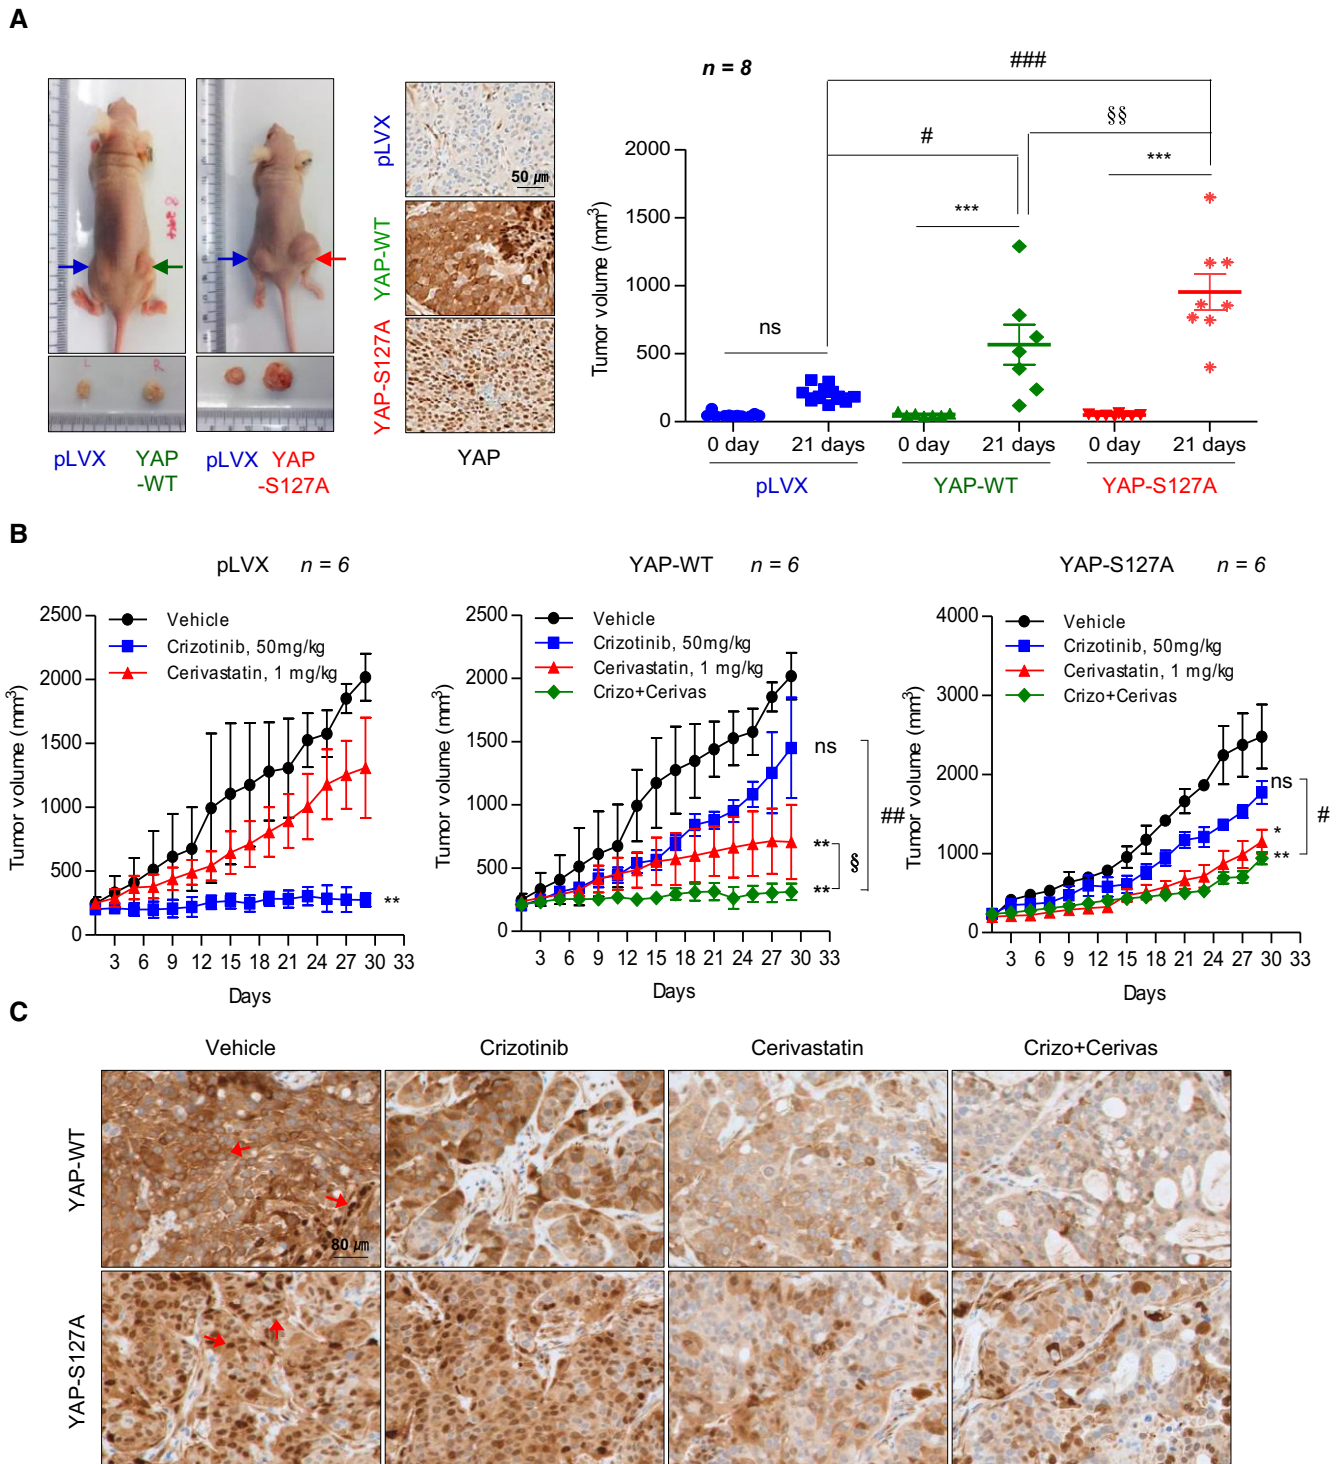 A
n = 8
###
§§
#
***
***
ns
pLVX
YAP-WT
YAP-S127A
50 µm
L
R
pLVX
YAP
-WT
pLVX
YAP
-S127A
YAP
Tumor volume (mm3)
2000
1500
1000
500
0
0 day
21 days
0 day
21 days
0 day
21 days
pLVX
YAP-WT
YAP-S127A
B
pLVX n = 6
Tumor volume (mm3)
2500
2000
1500
1000
500
0
Vehicle
Crizotinib, 50mg/kg
Cerivastatin, 1 mg/kg
**
3 6 9 12 15 18 21 24 27 30 33
Days
YAP-WT n = 6
Tumor volume (mm3)
2500
2000
1500
1000
500
0
Vehicle
Crizotinib, 50mg/kg
Cerivastatin, 1 mg/kg
Crizo+Cerivas
ns
**
**
§
##
3 6 9 12 15 18 21 24 27 30 33
Days
YAP-S127A n = 6
Tumor volume (mm3)
4000
3000
2000
1000
0
Vehicle
Crizotinib, 50mg/kg
Cerivastatin, 1 mg/kg
Crizo+Cerivas
ns
*
**
#
3 6 9 12 15 18 21 24 27 30 33
Days
C
Vehicle Crizotinib Cerivastatin Crizo+Cerivas
YAP-WT
80 µm
YAP-S127A